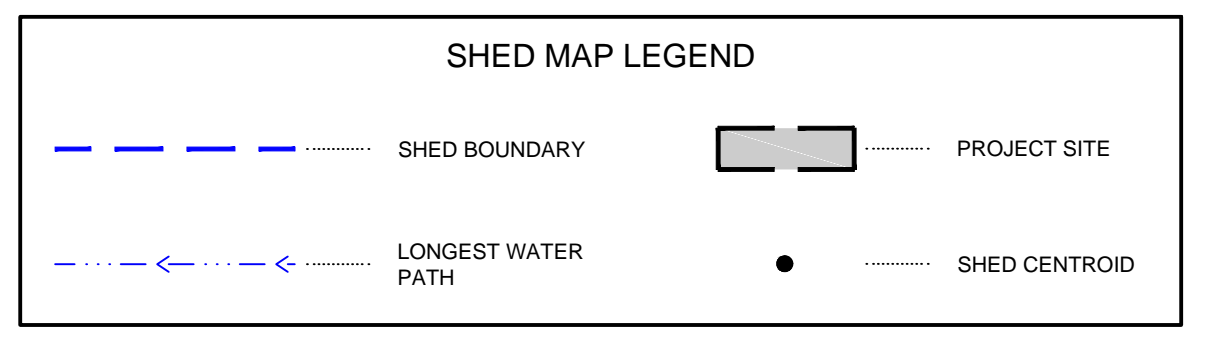 SHED MAP LEGEND
SHED BOUNDARY
PROJECT SITE
LONGEST WATER
PATH
SHED CENTROID